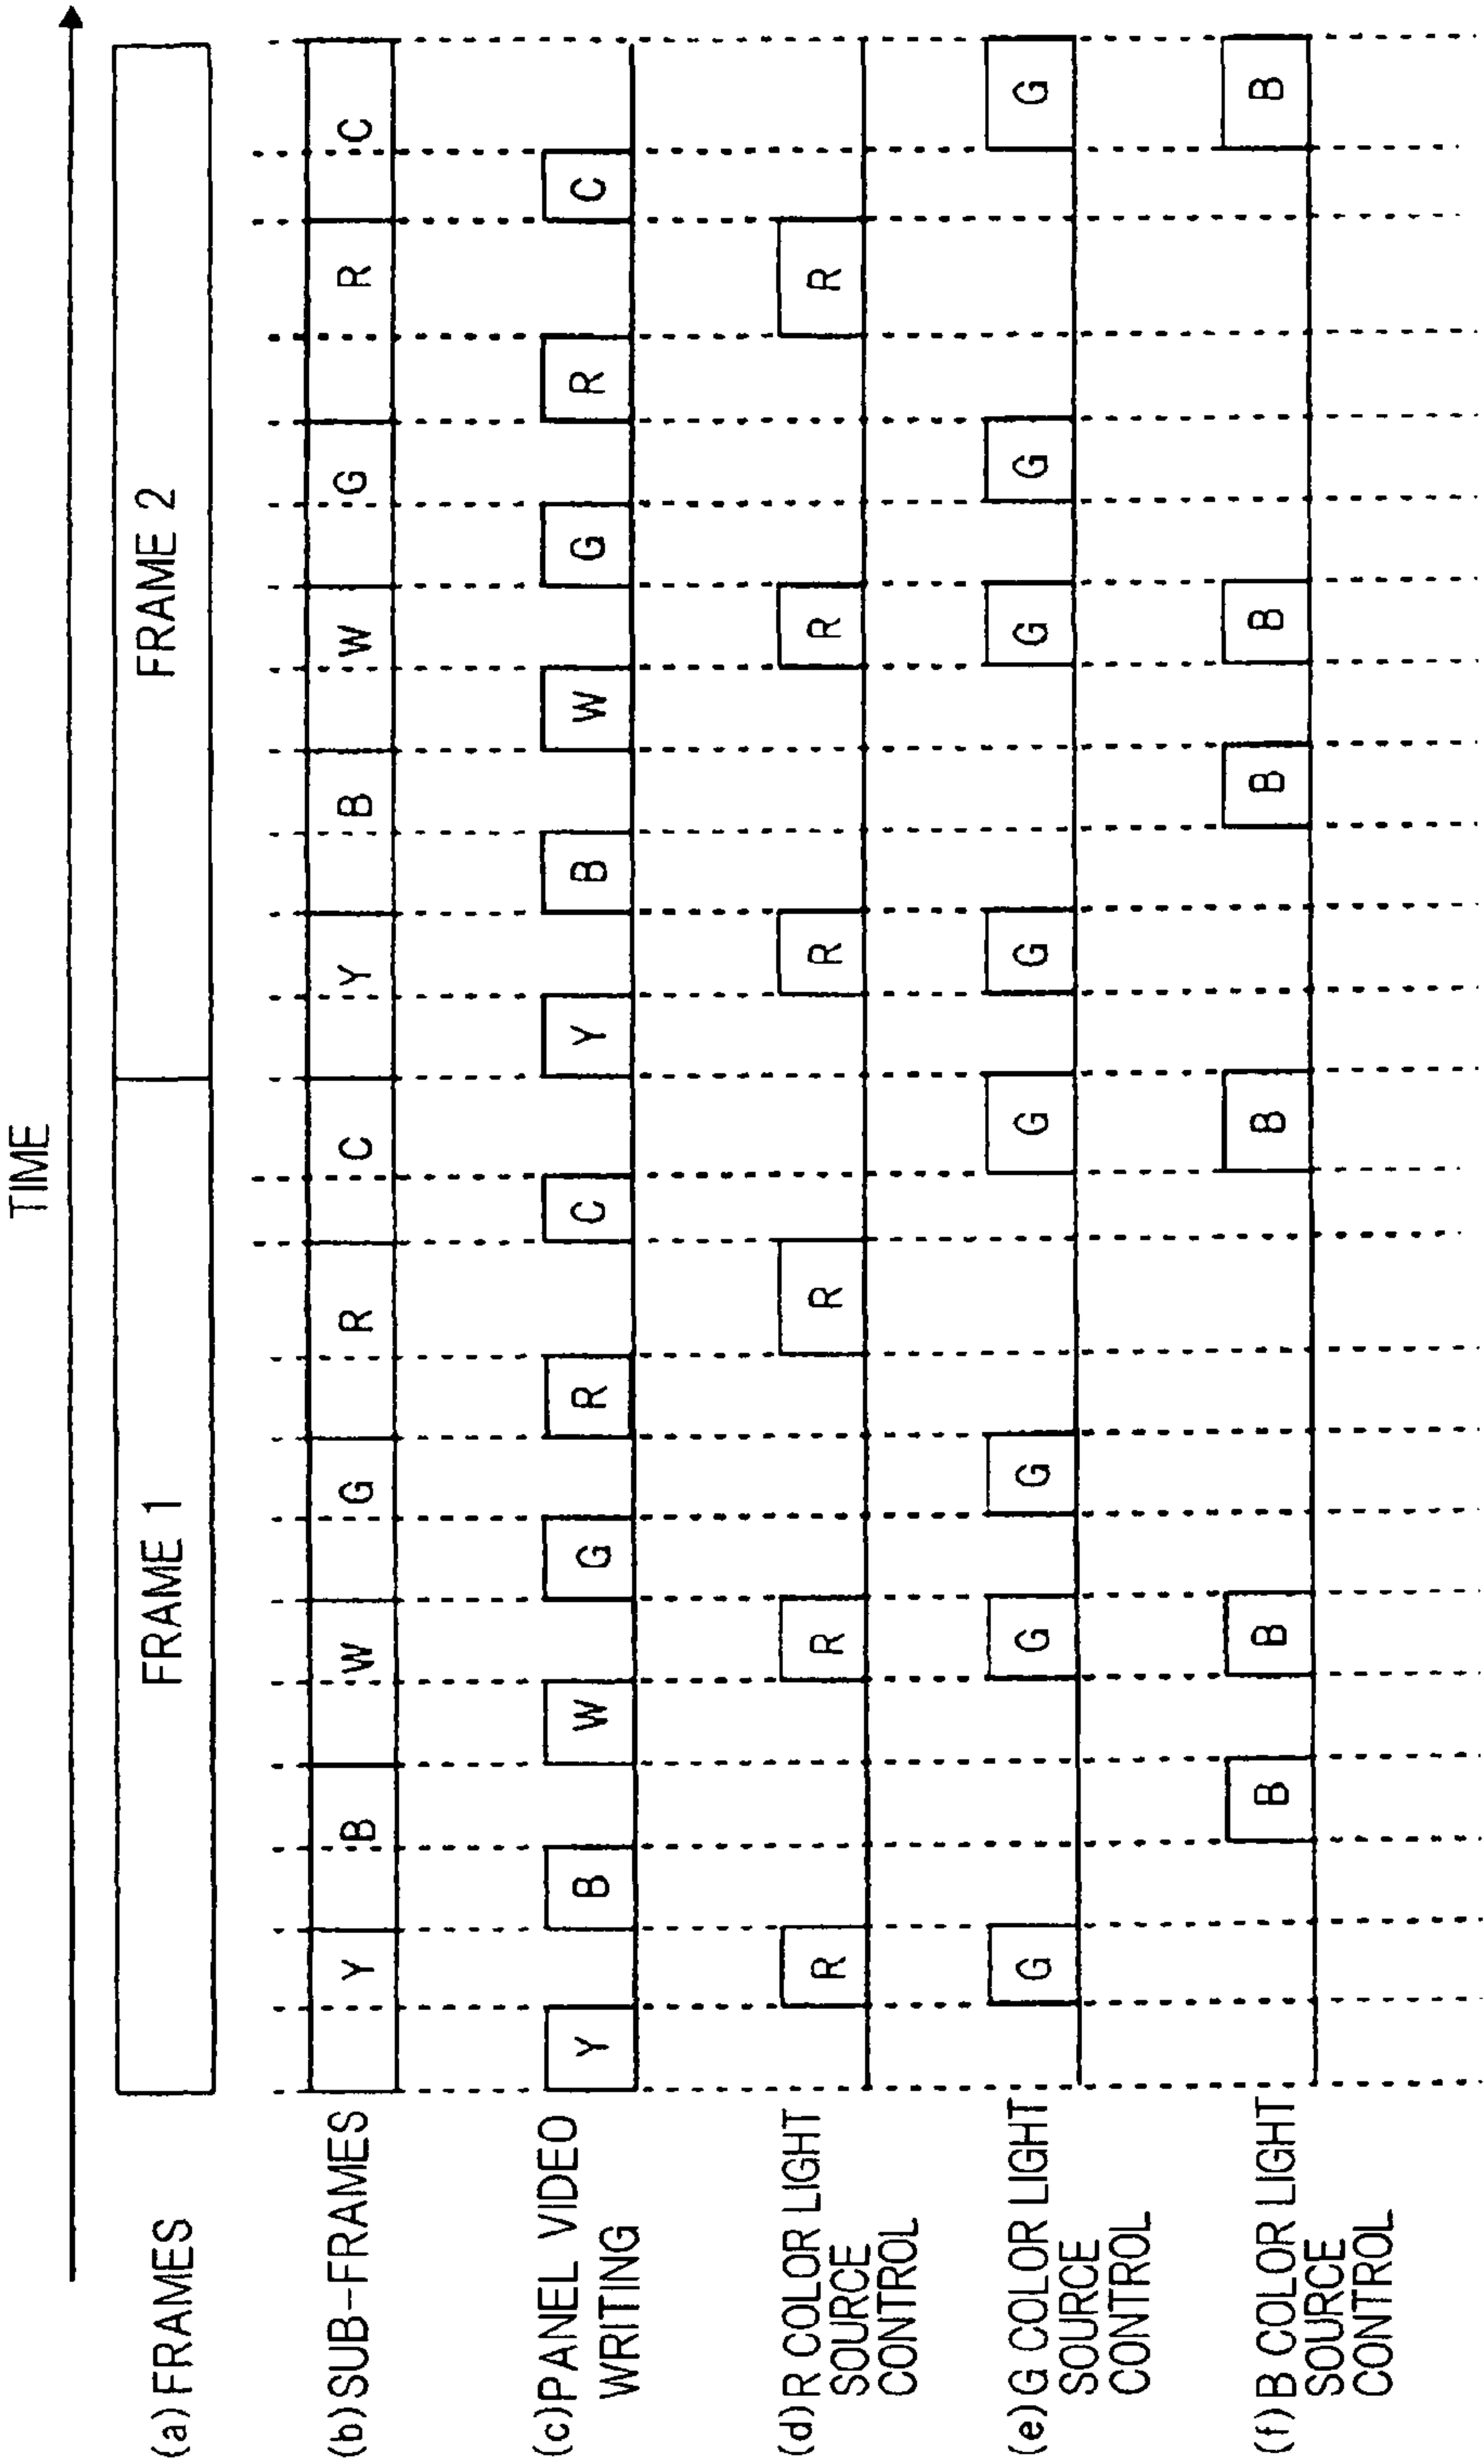 TIME
(a) FRAMES
FRAME 1
FRAME 2
(b) SUB-FRAMES
Y B W G R C Y B W G R C
(c) PANEL VIDEO
WRITING
Y B W G R C Y B W G R C
(d) R COLOR LIGHT
SOURCE
CONTROL
R R R R R R
(e) G COLOR LIGHT
SOURCE
CONTROL
G G G G G G G G
(f) B COLOR LIGHT
SOURCE
CONTROL
B B B B B B